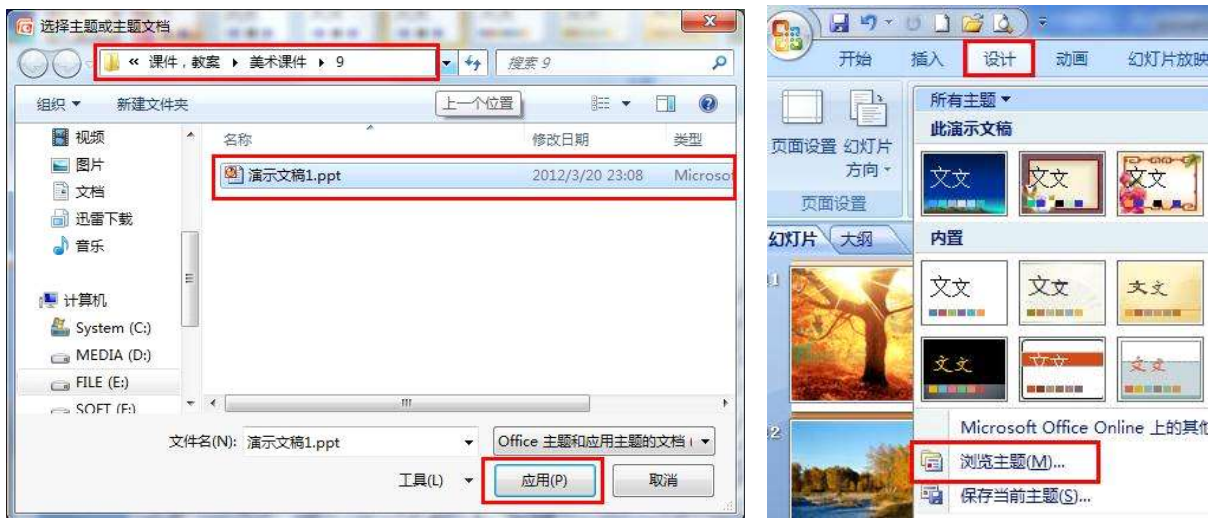 选择主题或主题文档
« 课件，教案 ▸ 美术课件 ▸ 9
搜索 9
组织 新建文件夹
上一个位置
名称 修改日期 类型
视频
图片
文档
迅雷下载
音乐
计算机
System (C:)
MEDIA (D:)
FILE (E:)
SOFT (F:)
演示文稿1.ppt 2012/3/20 23:08 Microsof
文件名(N): 演示文稿1.ppt
Office 主题和应用主题的文档 (
工具(L) 应用(P) 取消
开始 插入 设计 动画 幻灯片放映
页面设置 幻灯片方向
页面设置
所有主题
此演示文稿
文文 文文 文文
幻灯片 大纲
内置
文文 文文 文文
文文 文文 文文
1
2
Microsoft Office Online 上的其他
浏览主题(M)...
保存当前主题(S)...